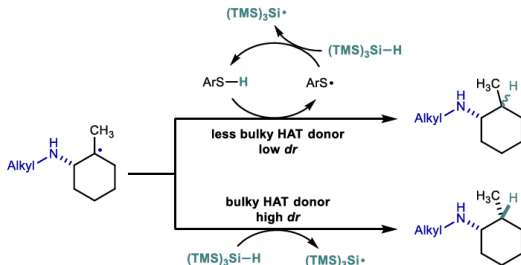 (TMS)₃Si•
(TMS)₃Si–H
ArS–H
ArS•
less bulky HAT donor
low dr
H
N
Alkyl
CH₃
•
H
N
Alkyl
H₃C
H
bulky HAT donor
high dr
(TMS)₃Si–H
(TMS)₃Si•
H
N
Alkyl
H₃C
H